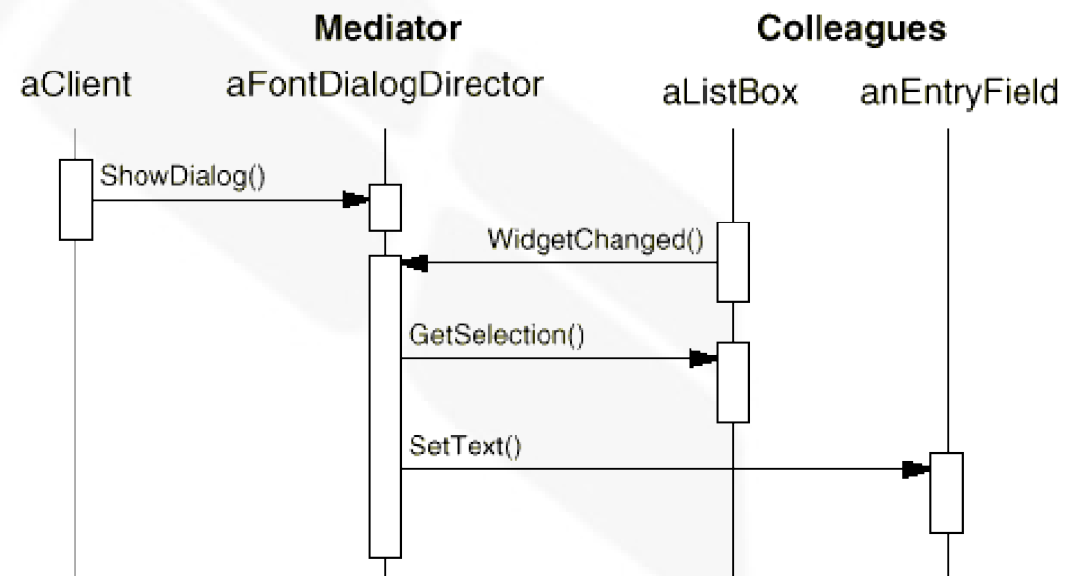 Mediator
Colleagues
aClient
aFontDialogDirector
aListBox
anEntryField
ShowDialog()
WidgetChanged()
GetSelection()
SetText()